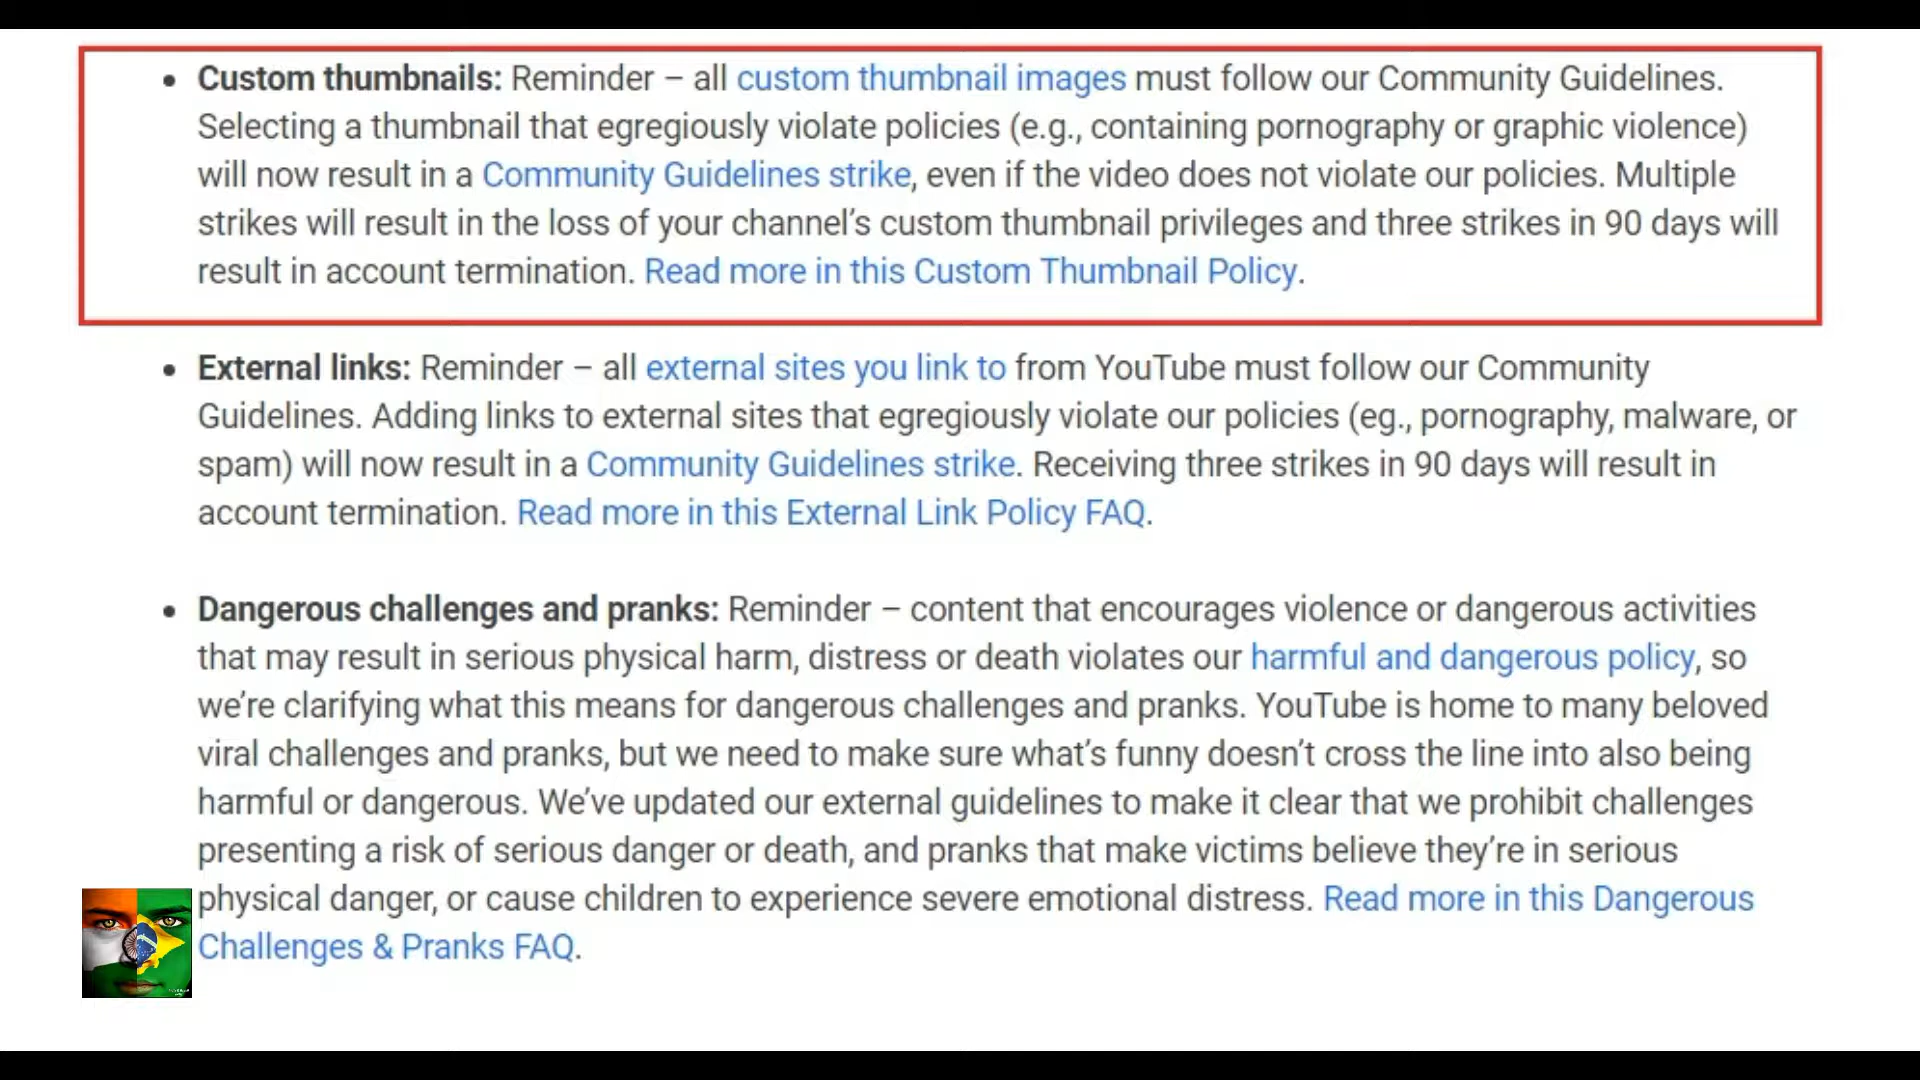 Custom thumbnails: Reminder – all custom thumbnail images must follow our Community Guidelines.
Selecting a thumbnail that egregiously violate policies (e.g., containing pornography or graphic violence)
will now result in a Community Guidelines strike, even if the video does not violate our policies. Multiple
strikes will result in the loss of your channel’s custom thumbnail privileges and three strikes in 90 days will
result in account termination. Read more in this Custom Thumbnail Policy.
External links: Reminder – all external sites you link to from YouTube must follow our Community
Guidelines. Adding links to external sites that egregiously violate our policies (eg., pornography, malware, or
spam) will now result in a Community Guidelines strike. Receiving three strikes in 90 days will result in
account termination. Read more in this External Link Policy FAQ.
Dangerous challenges and pranks: Reminder – content that encourages violence or dangerous activities
that may result in serious physical harm, distress or death violates our harmful and dangerous policy, so
we’re clarifying what this means for dangerous challenges and pranks. YouTube is home to many beloved
viral challenges and pranks, but we need to make sure what’s funny doesn’t cross the line into also being
harmful or dangerous. We’ve updated our external guidelines to make it clear that we prohibit challenges
presenting a risk of serious danger or death, and pranks that make victims believe they’re in serious
physical danger, or cause children to experience severe emotional distress. Read more in this Dangerous
Challenges & Pranks FAQ.